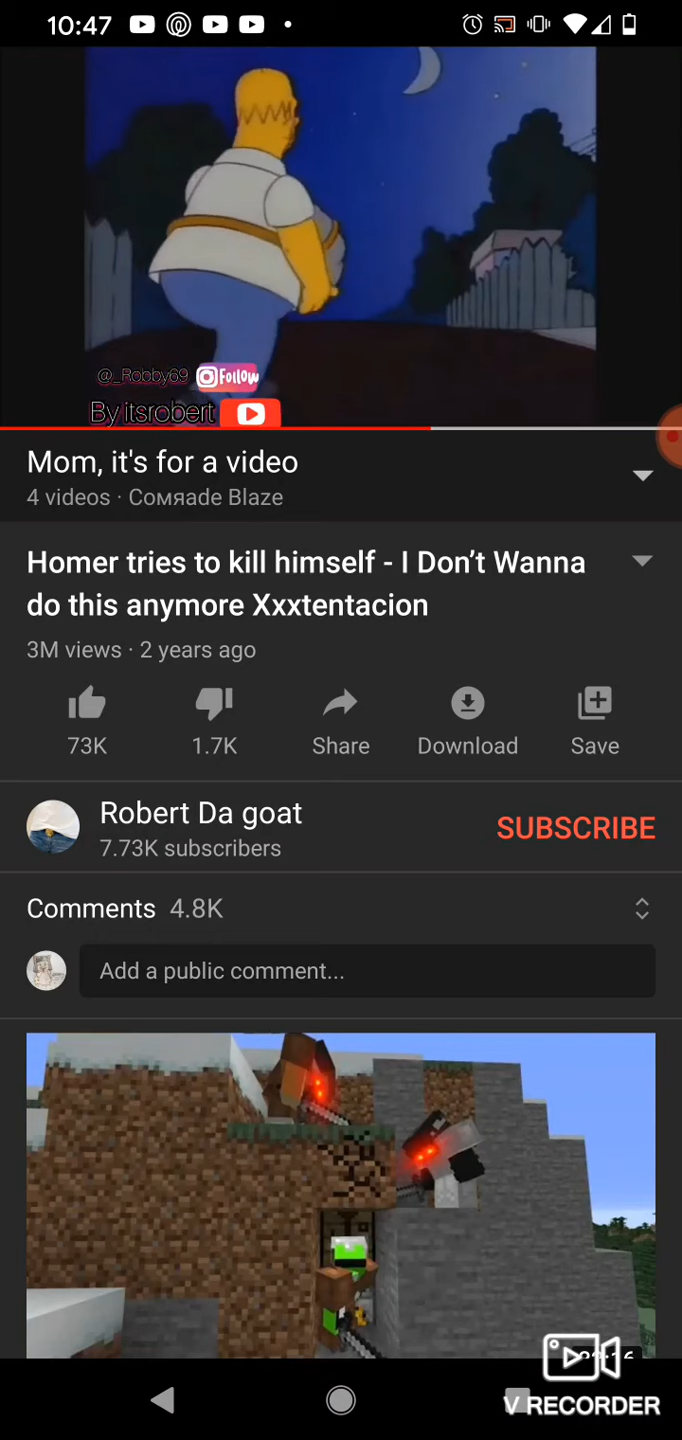 10:47
@_Robby69 Follow
By itsrobert
Mom, it's for a video
4 videos · Comяade Blaze
Homer tries to kill himself - I Don’t Wanna
do this anymore Xxxtentacion
3M views · 2 years ago
73K 1.7K Share Download Save
Robert Da goat
7.73K subscribers
SUBSCRIBE
Comments 4.8K
Add a public comment...
V RECORDER